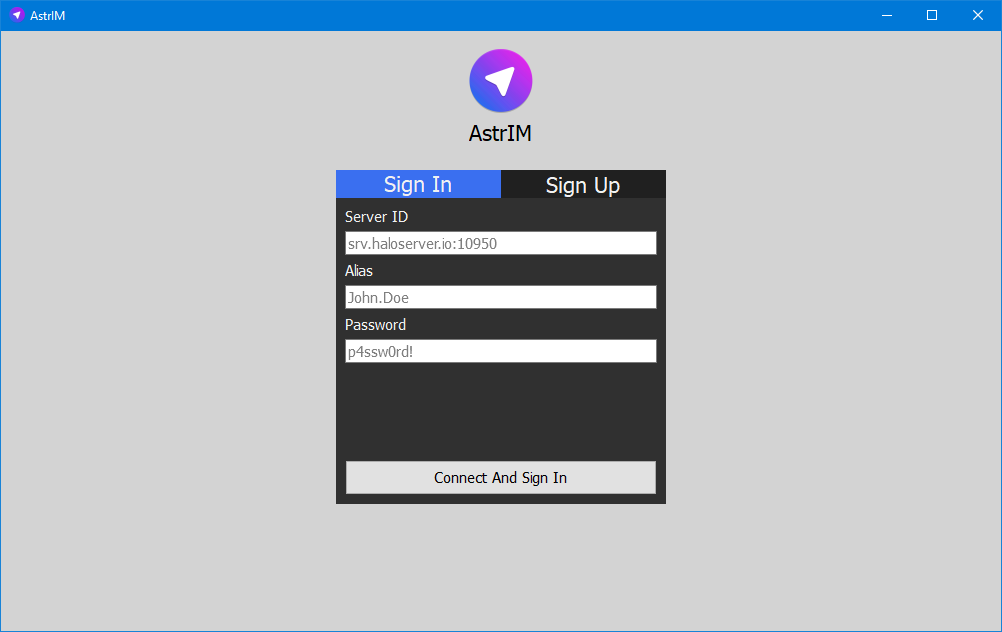 AstrIM
AstrIM
Sign In Sign Up
Server ID
srv.haloserver.io:10950
Alias
John.Doe
Password
p4ssw0rd!
Connect And Sign In